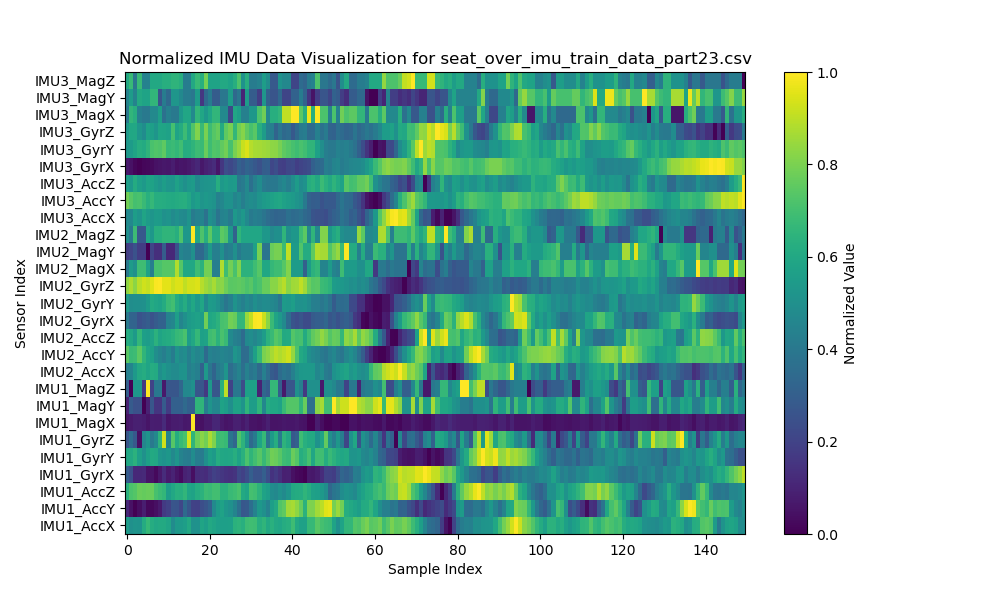 Normalized IMU Data Visualization for seat_over_imu_train_data_part23.csv
IMU3_MagZ
IMU3_MagY
IMU3_MagX
IMU3_GyrZ
IMU3_GyrY
IMU3_GyrX
IMU3_AccZ
IMU3_AccY
IMU3_AccX
IMU2_MagZ
IMU2_MagY
IMU2_MagX
IMU2_GyrZ
IMU2_GyrY
IMU2_GyrX
IMU2_AccZ
IMU2_AccY
IMU2_AccX
IMU1_MagZ
IMU1_MagY
IMU1_MagX
IMU1_GyrZ
IMU1_GyrY
IMU1_GyrX
IMU1_AccZ
IMU1_AccY
IMU1_AccX
Sensor Index
0 20 40 60 80 100 120 140
Sample Index
1.0
0.8
0.6
0.4
0.2
0.0
Normalized Value